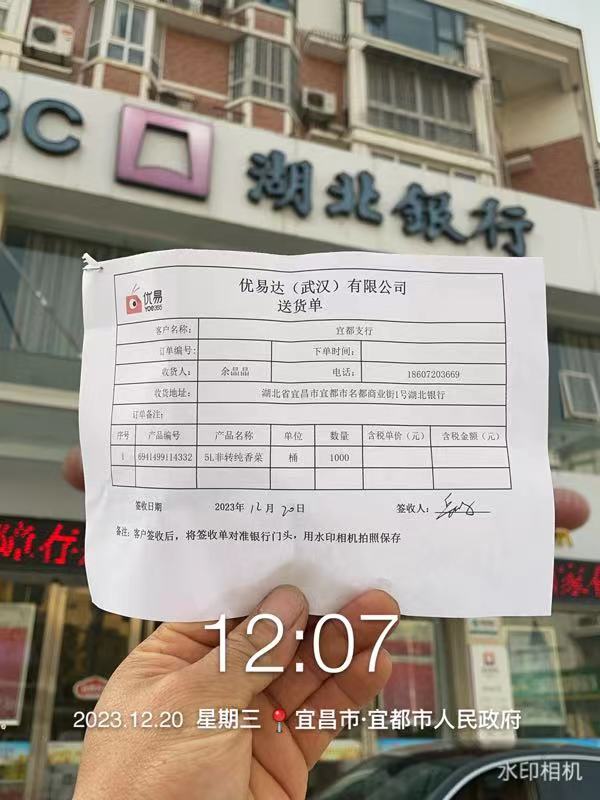 BC 湖北銀行
优易 优易达（武汉）有限公司
YOE365 送货单
客户名称： 宜都支行
订单编号： 下单时间：
收货人： 余晶晶 电话： 18607203669
收货地址： 湖北省宜昌市宜都市名都商业街1号湖北银行
订单备注：
序号 产品编号 产品名称 单位 数量 含税单价（元） 含税金额（元）
1 6941499114332 5L非转纯香菜 桶 1000
签收日期 2023年 12月 20日 签收人：
备注：客户签收后，将签收单对准银行门头，用水印相机拍照保存
12:07
2023.12.20 星期三 宜昌市·宜都市人民政府
水印相机